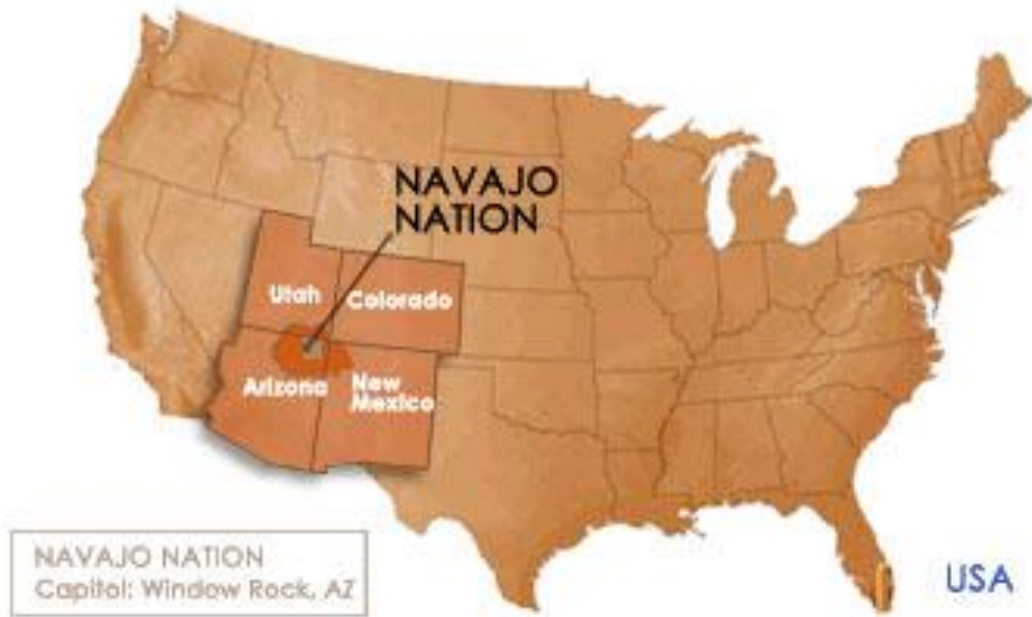 NAVAJO
NATION
Utah
Colorado
Arizona
New
Mexico
NAVAJO NATION
Capitol: Window Rock, AZ
USA